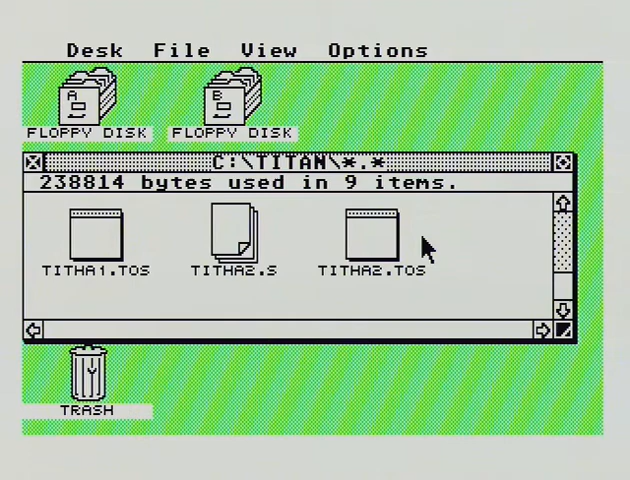 Desk File View Options
A B
FLOPPY DISK FLOPPY DISK
C:\TITAN\*.*
238814 bytes used in 9 items.
TITHA1.TOS TITHA2.S TITHA2.TOS
TRASH